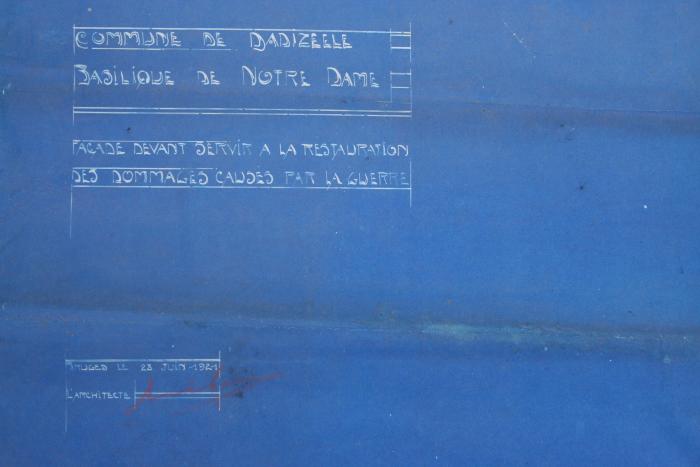 COMMUNE DE DADIZEELE
BASILIQUE DE NOTRE DAME
FAÇADE DEVANT SERVIR A LA RESTAURATION
DES DOMMAGES CAUSES PAR LA GUERRE
BRUGES LE 23 JUIN 1921
L'ARCHITECTE